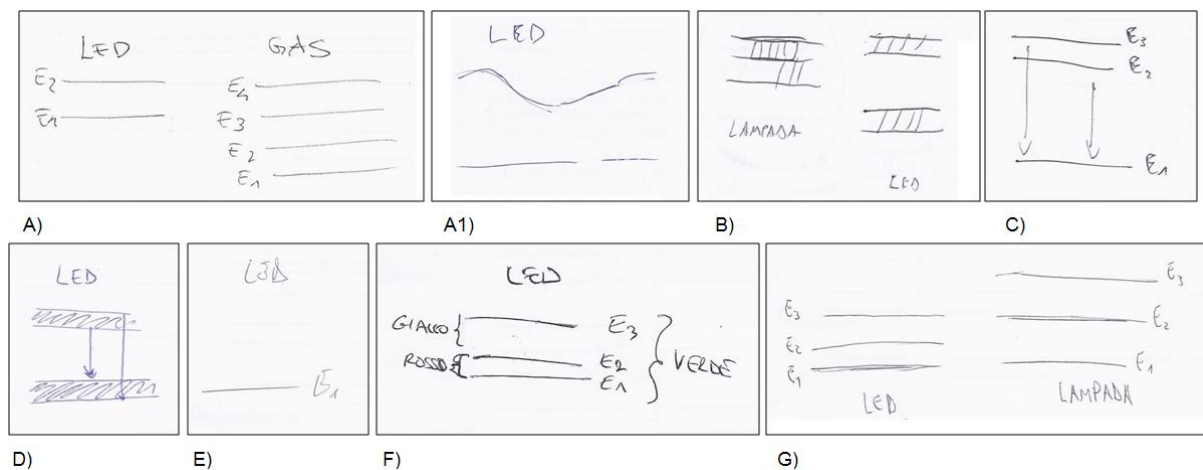 LED GAS
E2
E1
E4
E3
E2
E1
A)
LED
A1)
LAMPADA
LED
B)
E3
E2
E1
C)
LED
D)
LED
E1
E)
LED
GIALLO E3
ROSSO E2
E1
VERDE
F)
E3
E2
E1
LED
E3
E2
E1
LAMPADA
G)